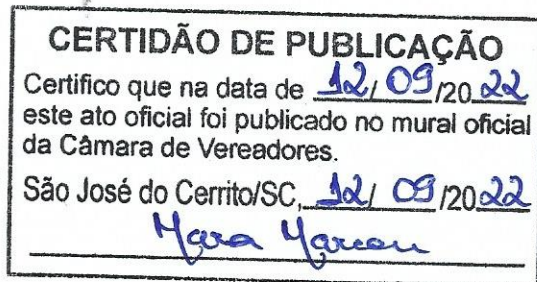 CERTIDÃO DE PUBLICAÇÃO
Certifico que na data de 12/09/2022
este ato oficial foi publicado no mural oficial
da Câmara de Vereadores.
São José do Cerrito/SC, 12/09/2022
Mara